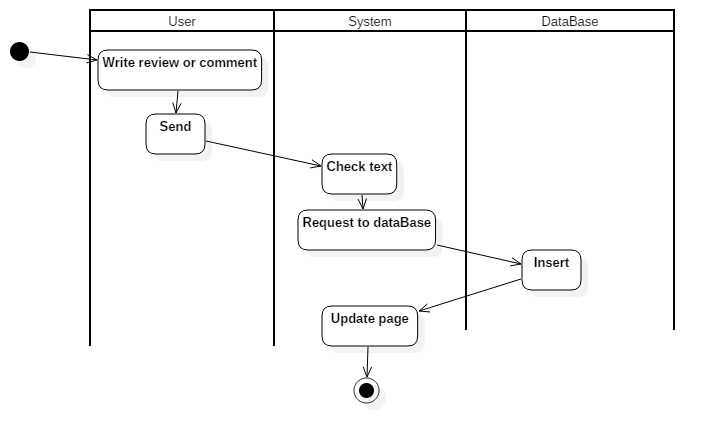 User
System
DataBase
Write review or comment
Send
Check text
Request to dataBase
Insert
Update page